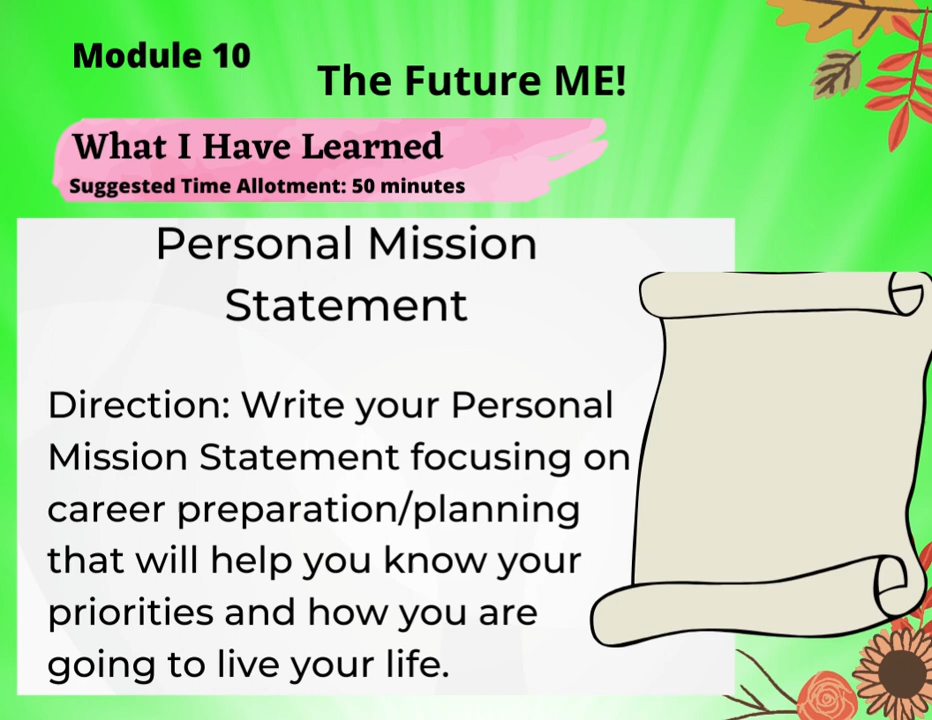 Module 10
The Future ME!
What I Have Learned
Suggested Time Allotment: 50 minutes
Personal Mission
Statement
Direction: Write your Personal
Mission Statement focusing on
career preparation/planning
that will help you know your
priorities and how you are
going to live your life.